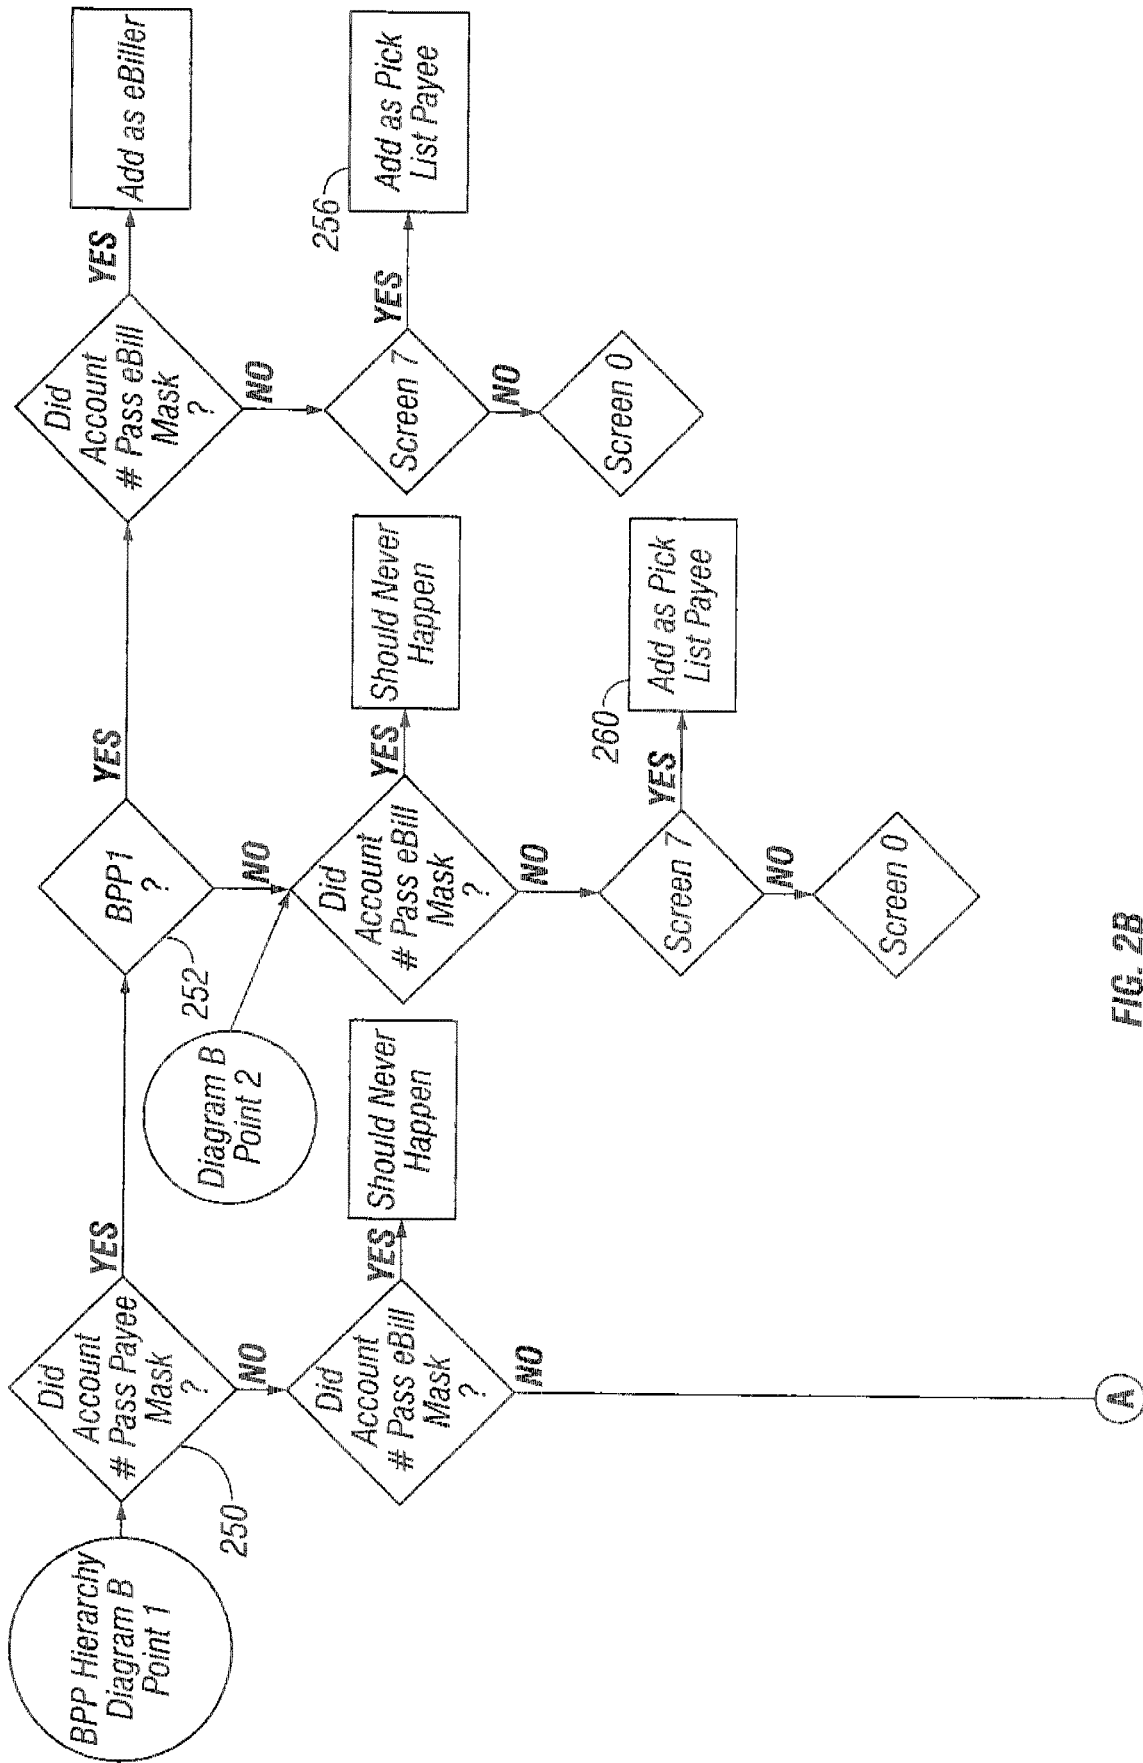 BPP Hierarchy
Diagram B
Point 1
Did
Account
# Pass Payee
Mask
?
250
YES
NO
BPP1
?
252
YES
NO
Did
Account
# Pass eBill
Mask
?
YES
NO
Add as eBiller
Did
Account
# Pass eBill
Mask
?
YES
NO
Should Never
Happen
Diagram B
Point 2
Did
Account
# Pass eBill
Mask
?
YES
NO
Should Never
Happen
Screen 7
YES
NO
256
Add as Pick
List Payee
Screen 7
YES
NO
260
Add as Pick
List Payee
Screen 0
Screen 0
A
FIG. 2B